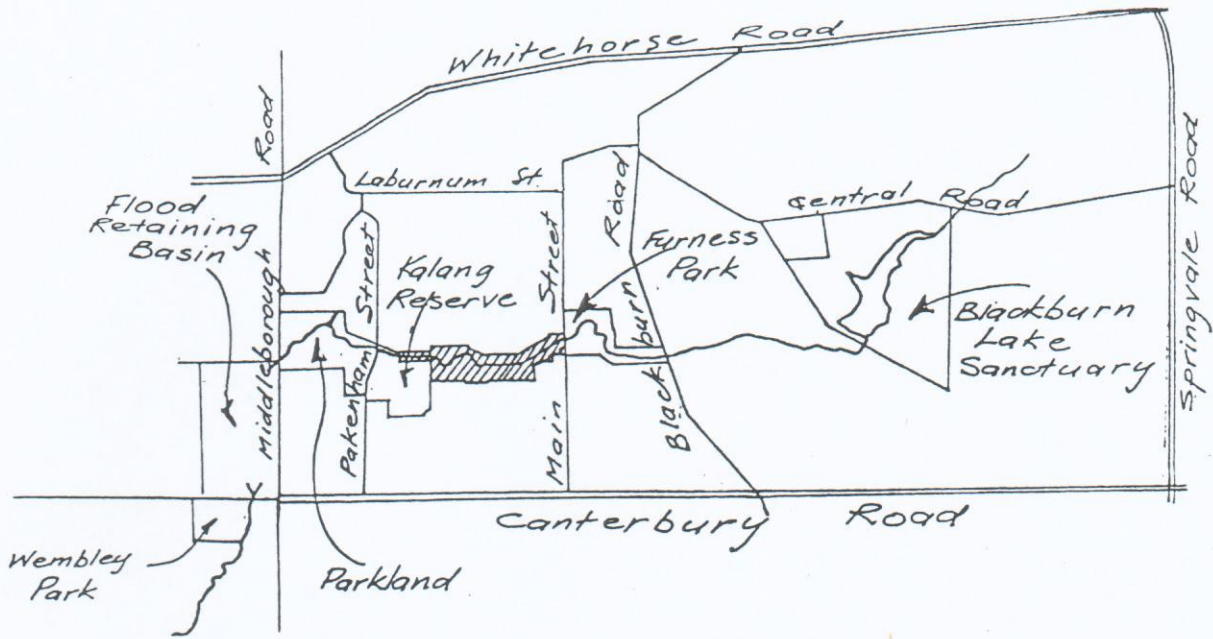 Whitehorse Road
Road
Laburnum St.
Central Road
Flood
Retaining
Basin
Street
Kalang
Reserve
Street
Road
Furness
Park
Middleborough
Pakenham
Main
Blackburn
Blackburn
Lake
Sanctuary
Springvale Road
Canterbury Road
Wembley
Park
Parkland